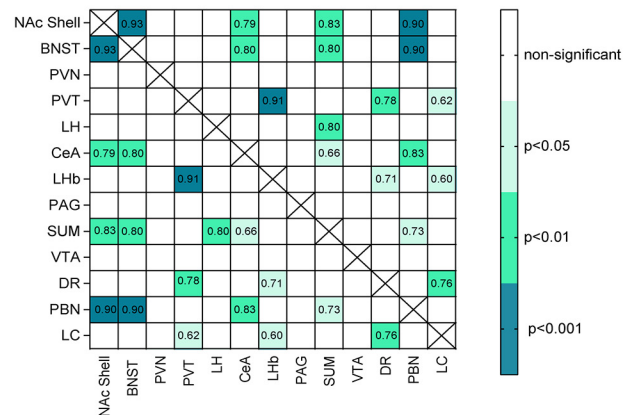 NAc Shell 0.93 0.79 0.83 0.90
BNST 0.93 0.80 0.80 0.90
PVN
PVT 0.91 0.78 0.62
LH 0.80
CeA 0.79 0.80 0.66 0.83
LHb 0.91 0.71 0.60
PAG
SUM 0.83 0.80 0.80 0.66 0.73
VTA
DR 0.78 0.71 0.76
PBN 0.90 0.90 0.83 0.73
LC 0.62 0.60 0.76
NAc Shell BNST PVN PVT LH CeA LHb PAG SUM VTA DR PBN LC
non-significant
p<0.05
p<0.01
p<0.001